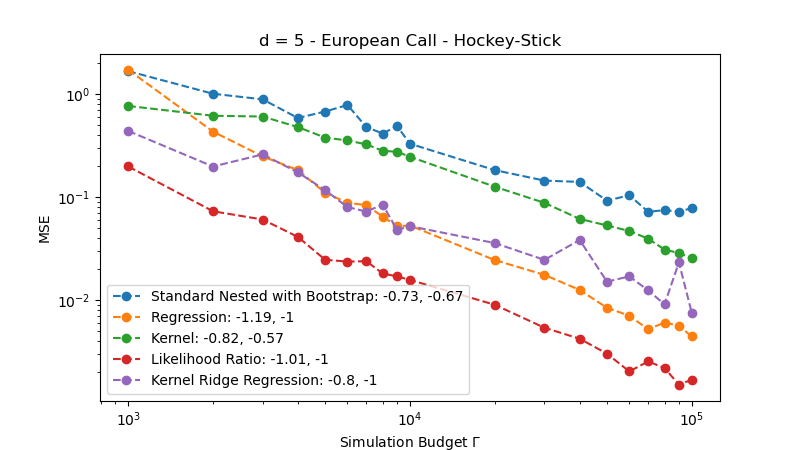 d = 5 - European Call - Hockey-Stick
MSE
10⁰
10⁻¹
10⁻²
Standard Nested with Bootstrap: -0.73, -0.67
Regression: -1.19, -1
Kernel: -0.82, -0.57
Likelihood Ratio: -1.01, -1
Kernel Ridge Regression: -0.8, -1
10³ 10⁴ 10⁵
Simulation Budget Γ